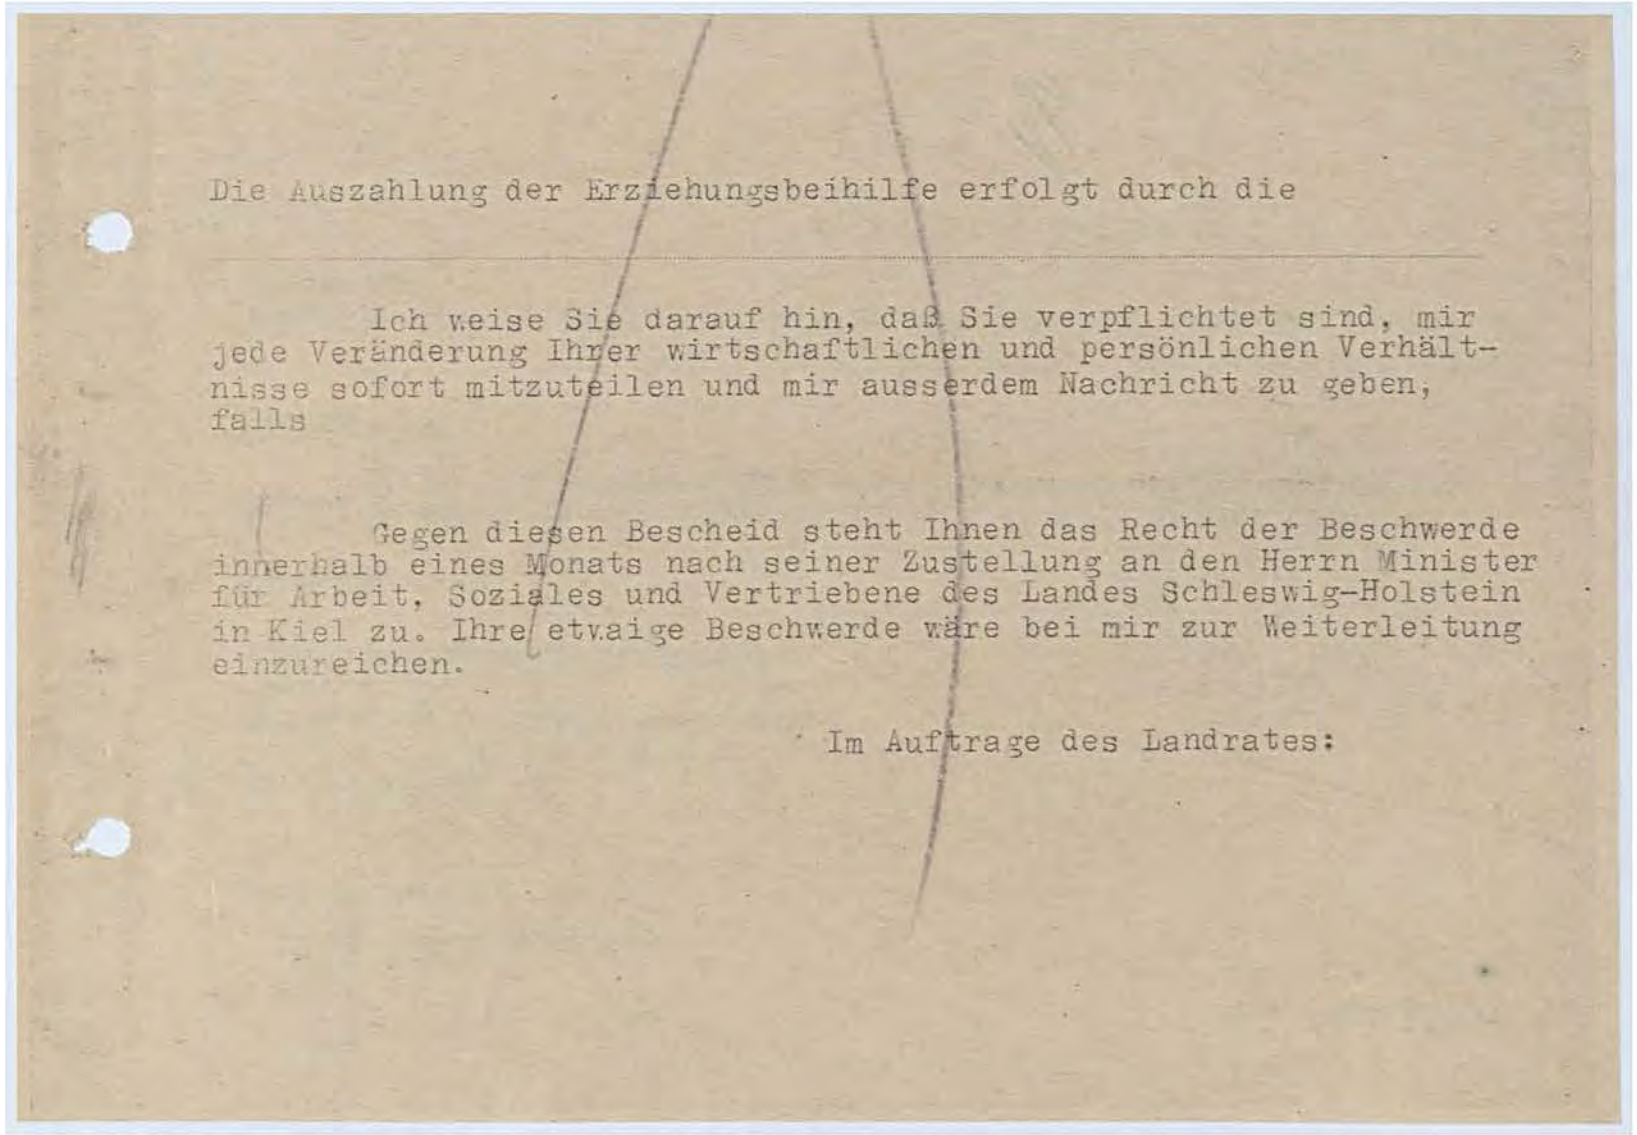 Die Auszahlung der Erziehungsbeihilfe erfolgt durch die
Ich weise Sie darauf hin, daß Sie verpflichtet sind, mir
jede Veränderung Ihrer wirtschaftlichen und persönlichen Verhält-
nisse sofort mitzuteilen und mir ausserdem Nachricht zu geben,
falls
Gegen diesen Bescheid steht Ihnen das Recht der Beschwerde
innerhalb eines Monats nach seiner Zustellung an den Herrn Minister
für Arbeit, Soziales und Vertriebene des Landes Schleswig-Holstein
in Kiel zu. Ihre etwaige Beschwerde wäre bei mir zur Weiterleitung
einzureichen.
Im Auftrage des Landrates: